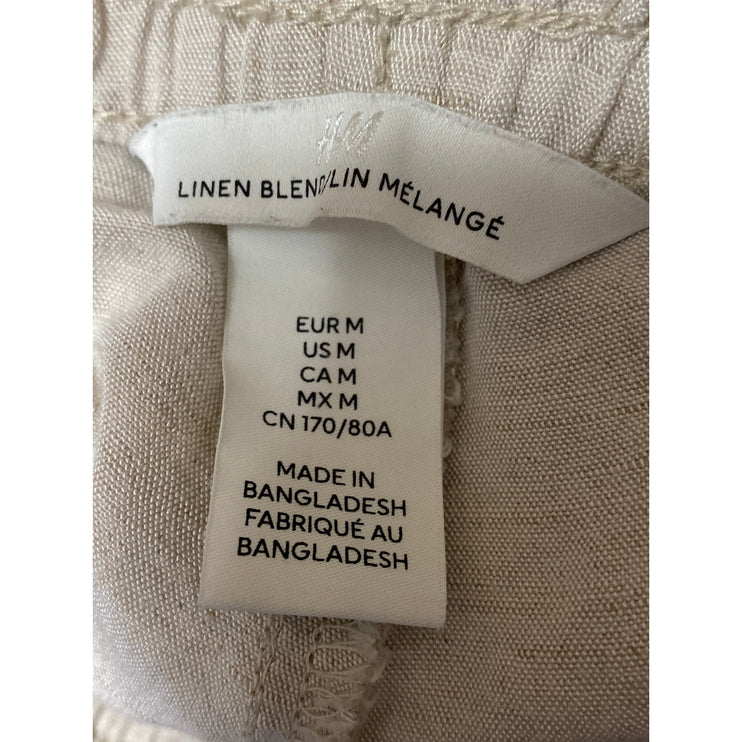 H&M
LINEN BLEND/LIN MÉLANGÉ
EUR M
US M
CA M
MX M
CN 170/80A
MADE IN
BANGLADESH
FABRIQUÉ AU
BANGLADESH